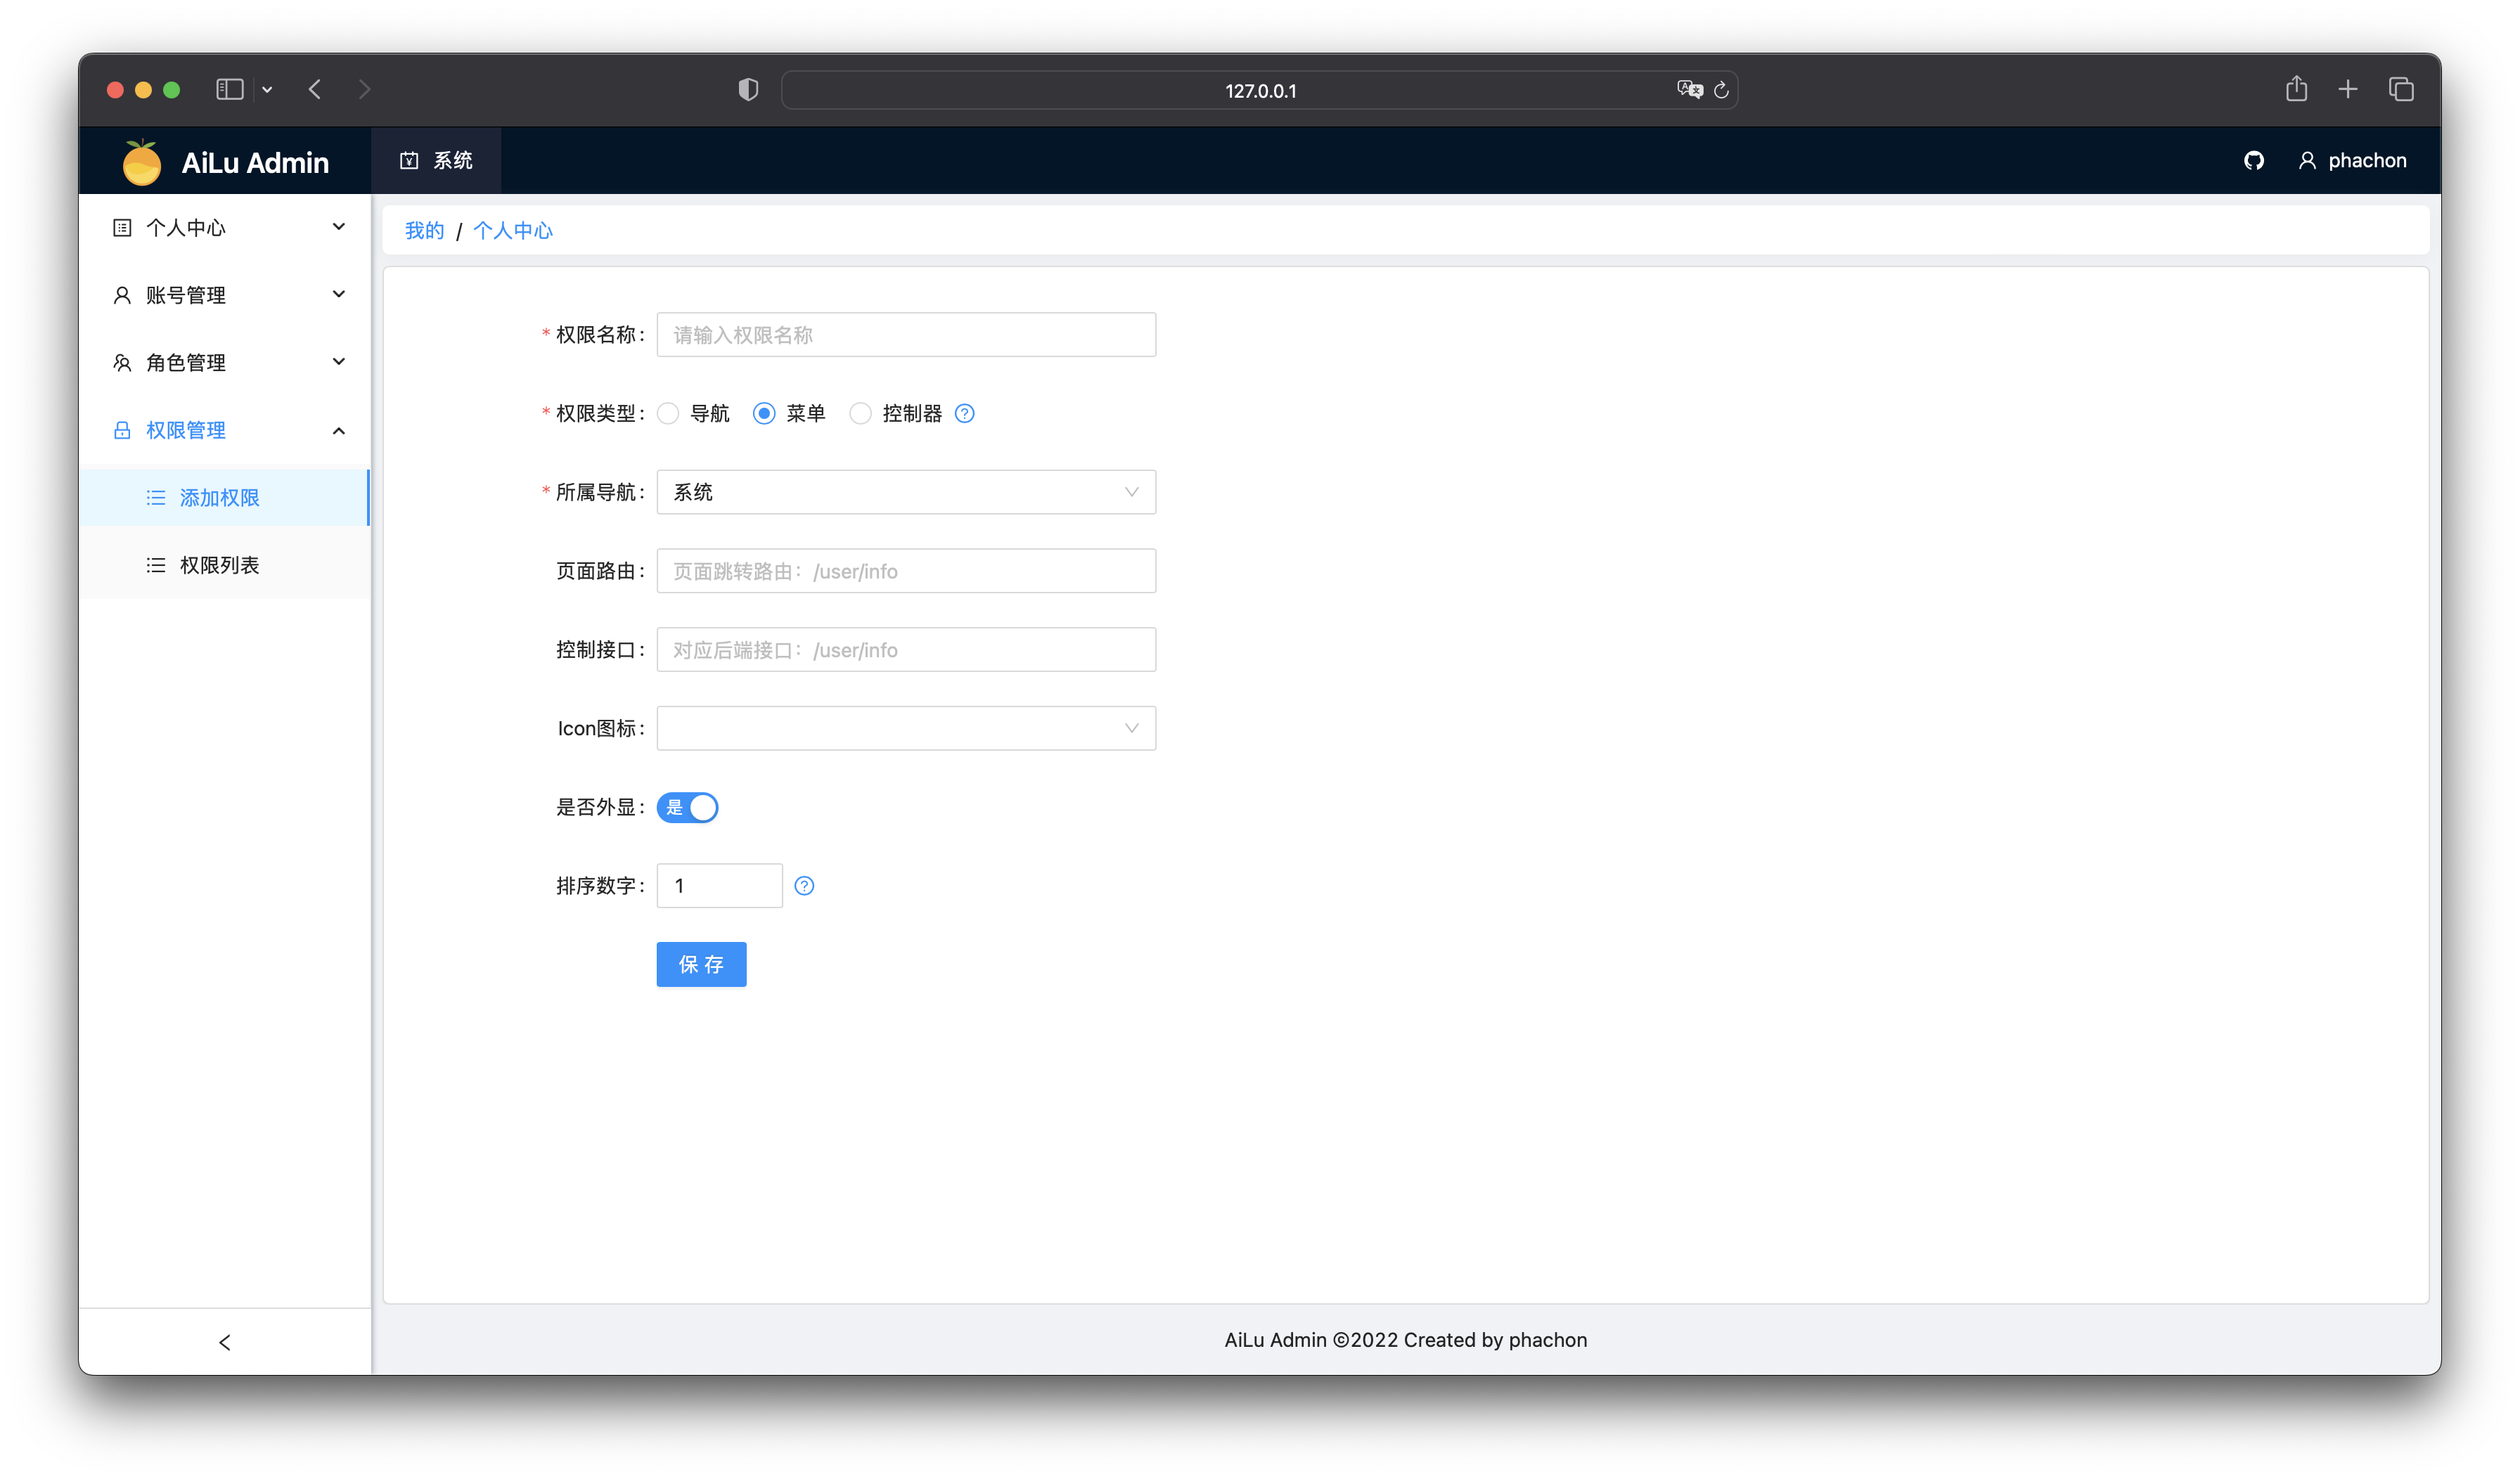 127.0.0.1
AiLu Admin
系统
phachon
个人中心
账号管理
角色管理
权限管理
添加权限
权限列表
我的 / 个人中心
* 权限名称: 请输入权限名称
* 权限类型: 导航 菜单 控制器
* 所属导航: 系统
页面路由: 页面跳转路由：/user/info
控制接口: 对应后端接口：/user/info
Icon图标:
是否外显: 是
排序数字: 1
保 存
AiLu Admin ©2022 Created by phachon